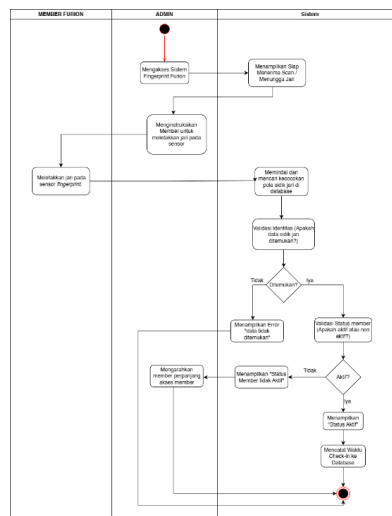 MEMBER FURION
ADMIN
Sistem
Mengakses Sistem
Fingerprint Furion
Menampilkan Siap
Menerima Scan /
Menunggu Jari
Menginstruksikan
Member untuk
meletakkan jari pada
sensor
Meletakkan jari pada
sensor fingerprint.
Memindai dan
mencari kecocokan
pola sidik jari di
database
Validasi Identitas (Apakah
data sidik jari
ditemukan?)
Ditemukan?
Tidak
Iya
Menampilkan Error
"data tidak
ditemukan"
Validasi Status member
(Apakah aktif atau non
aktif?)
Aktif?
Tidak
Iya
Menampilkan "Status
Member tidak Aktif"
Mengarahkan
member perpanjang
akses member
Menampilkan
"Status Aktif"
Mencatat Waktu
Check-in ke
Database